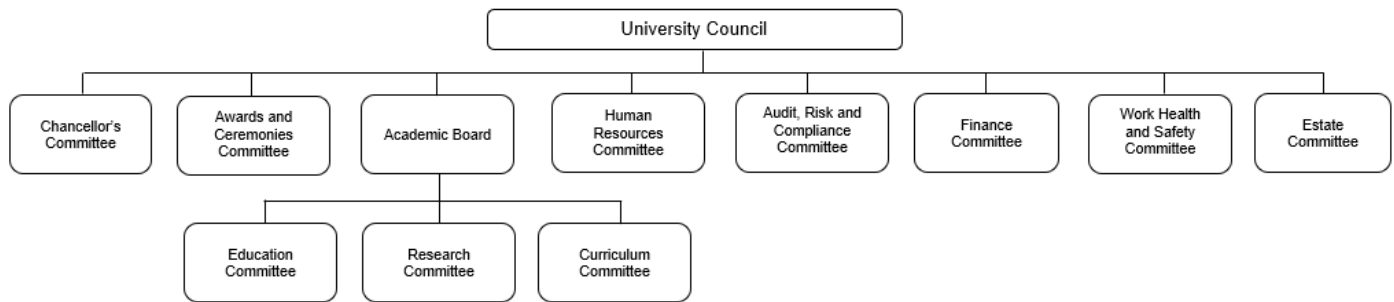 University Council
Chancellor's
Committee
Awards and
Ceremonies
Committee
Academic Board
Human
Resources
Committee
Audit, Risk and
Compliance
Committee
Finance
Committee
Work Health
and Safety
Committee
Estate
Committee
Education
Committee
Research
Committee
Curriculum
Committee